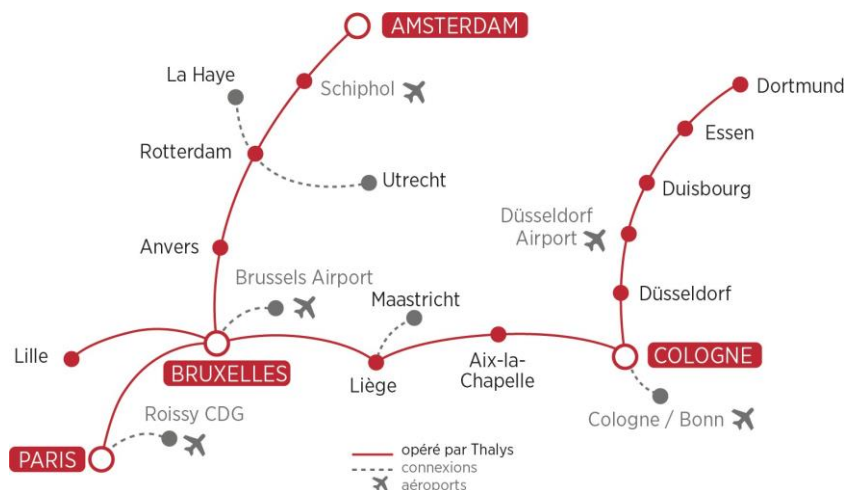 AMSTERDAM
La Haye
Schiphol
Dortmund
Essen
Rotterdam
Utrecht
Duisbourg
Düsseldorf
Airport
Anvers
Brussels Airport
Maastricht
Düsseldorf
Lille
BRUXELLES
Liège
Aix-la-
Chapelle
COLOGNE
Roissy CDG
Cologne / Bonn
PARIS
opéré par Thalys
connexions
aéroports